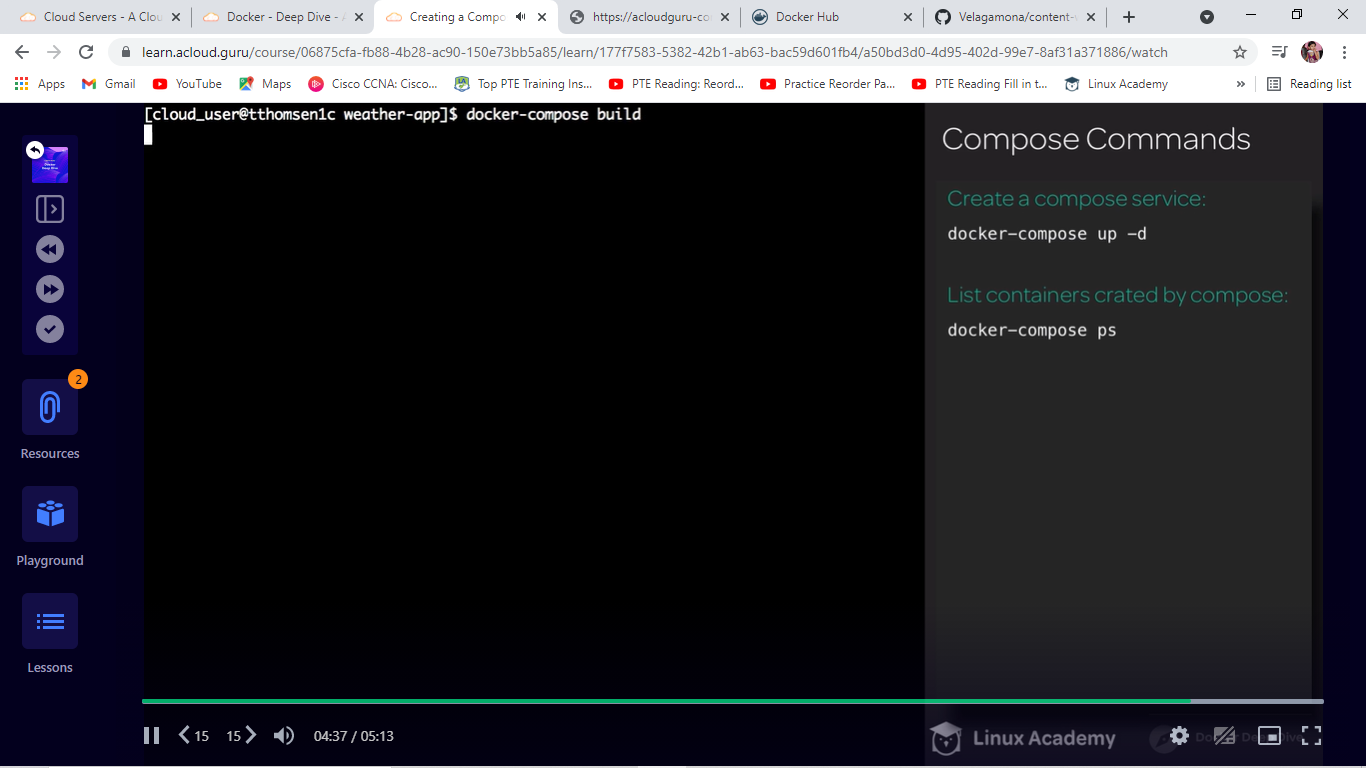 Cloud Servers - A Clou
Docker - Deep Dive - A
Creating a Compo
https://acloudguru-co
Docker Hub
Velagamona/content-
learn.acloud.guru/course/06875cfa-fb88-4b28-ac90-150e73bb5a85/learn/177f7583-5382-42b1-ab63-bac59d601fb4/a50bd3d0-4d95-402d-99e7-8af31a371886/watch
Apps
Gmail
YouTube
Maps
Cisco CCNA: Cisco...
Top PTE Training Ins...
PTE Reading: Reord...
Practice Reorder Pa...
PTE Reading Fill in t...
Linux Academy
»
Reading list
[cloud_user@tthomsen1c weather-app]$ docker-compose build
Compose Commands
Create a compose service:
docker-compose up -d
List containers crated by compose:
docker-compose ps
Docker
Deep Dive
2
Resources
Playground
Lessons
15
15
04:37 / 05:13
Linux Academy
Docker Deep Dive